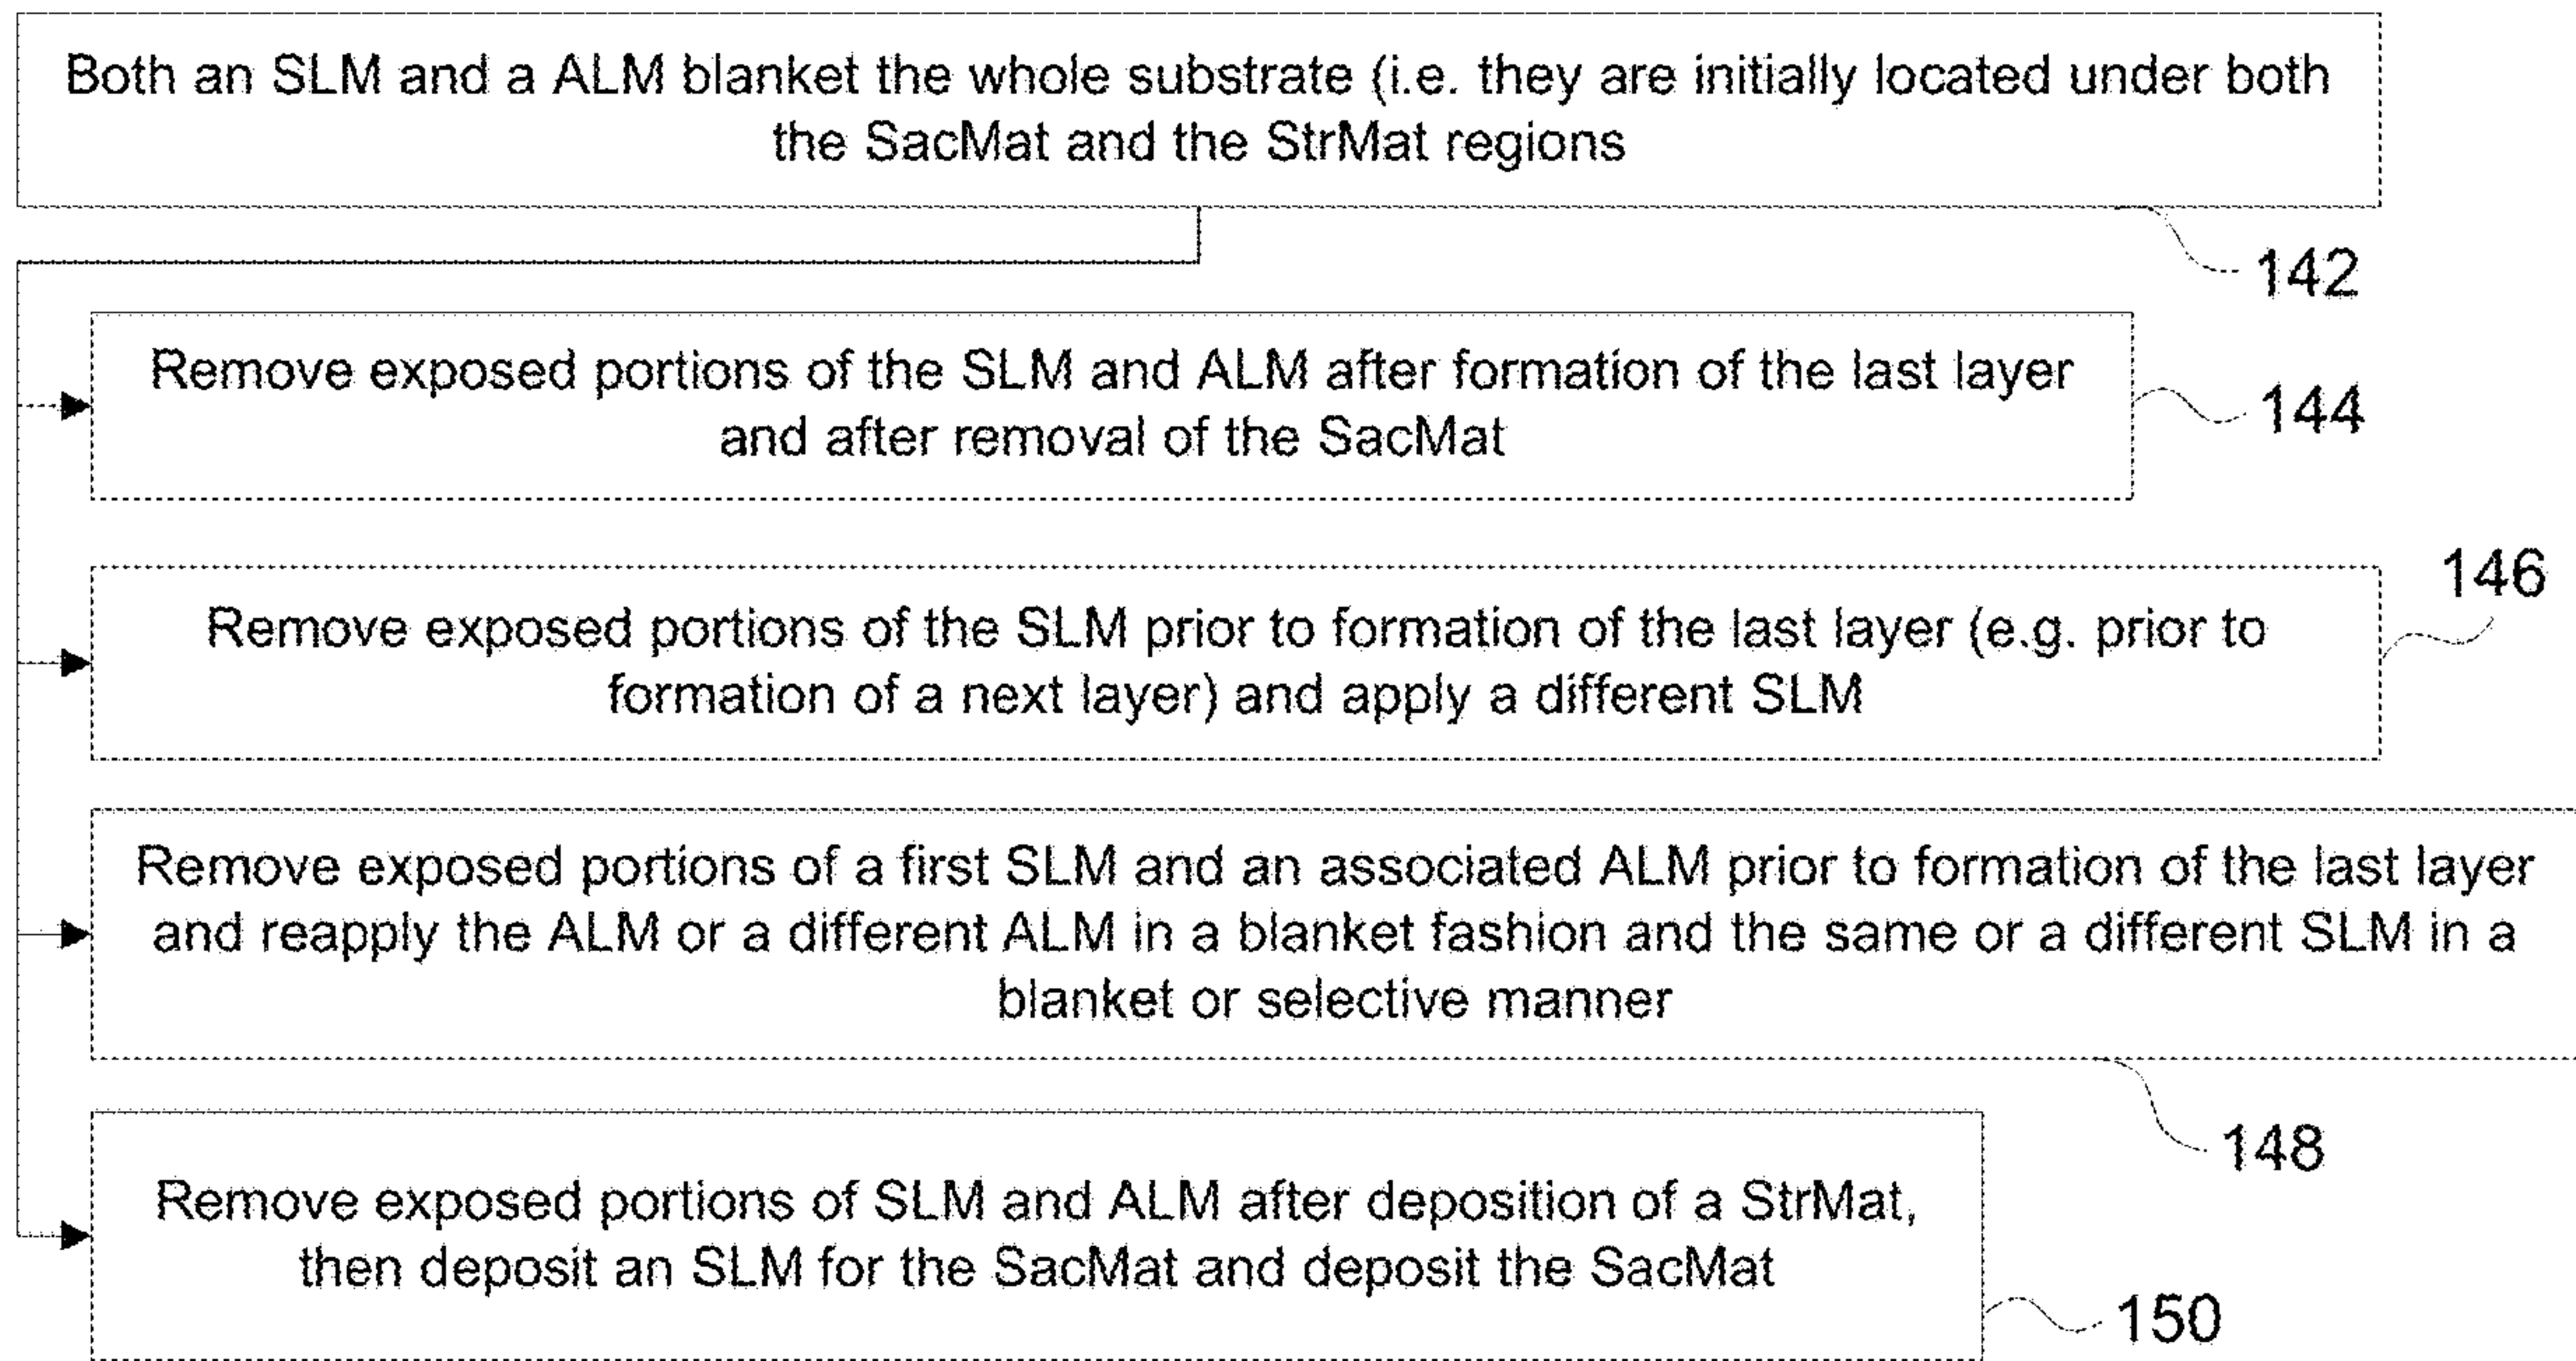 Both an SLM and a ALM blanket the whole substrate (i.e. they are initially located under both
the SacMat and the StrMat regions
142
Remove exposed portions of the SLM and ALM after formation of the last layer
and after removal of the SacMat
144
146
Remove exposed portions of the SLM prior to formation of the last layer (e.g. prior to
formation of a next layer) and apply a different SLM
Remove exposed portions of a first SLM and an associated ALM prior to formation of the last layer
and reapply the ALM or a different ALM in a blanket fashion and the same or a different SLM in a
blanket or selective manner
148
Remove exposed portions of SLM and ALM after deposition of a StrMat,
then deposit an SLM for the SacMat and deposit the SacMat
150